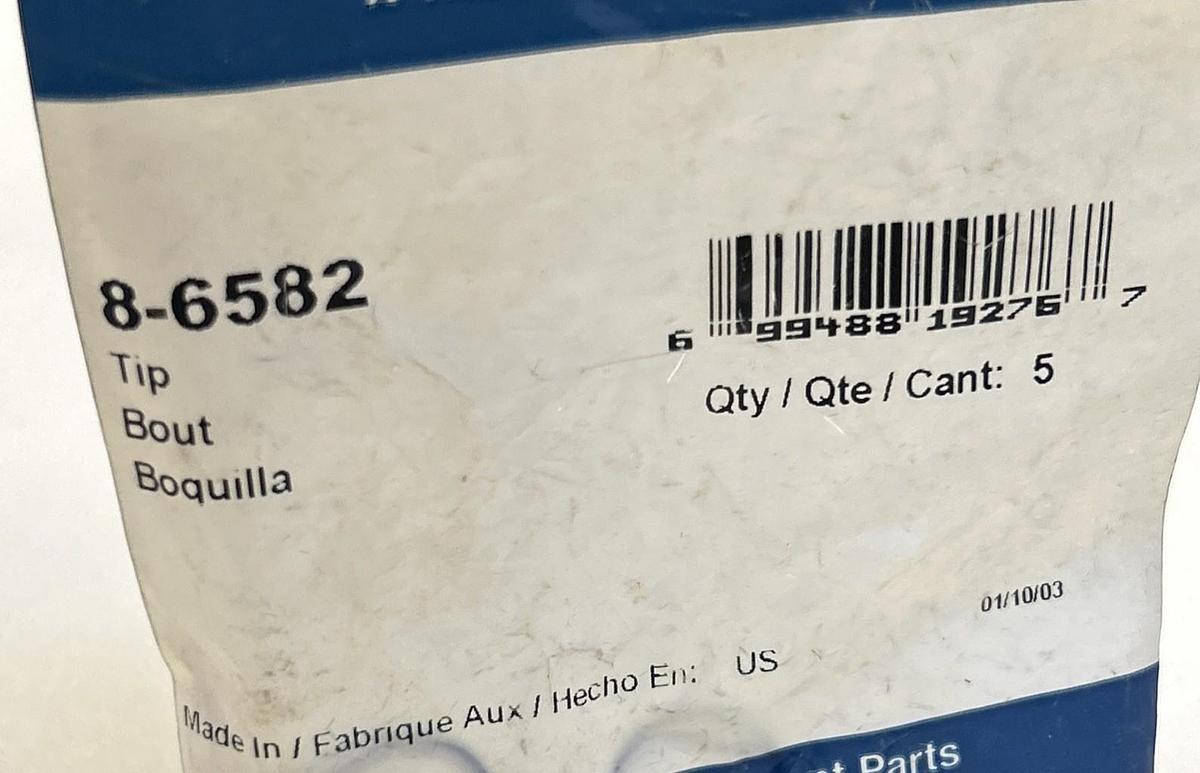 8-6582
Tip
Bout
Boquilla
6 99488 19276 7
Qty / Qte / Cant: 5
01/10/03
Made In / Fabrique Aux / Hecho En: US
Parts